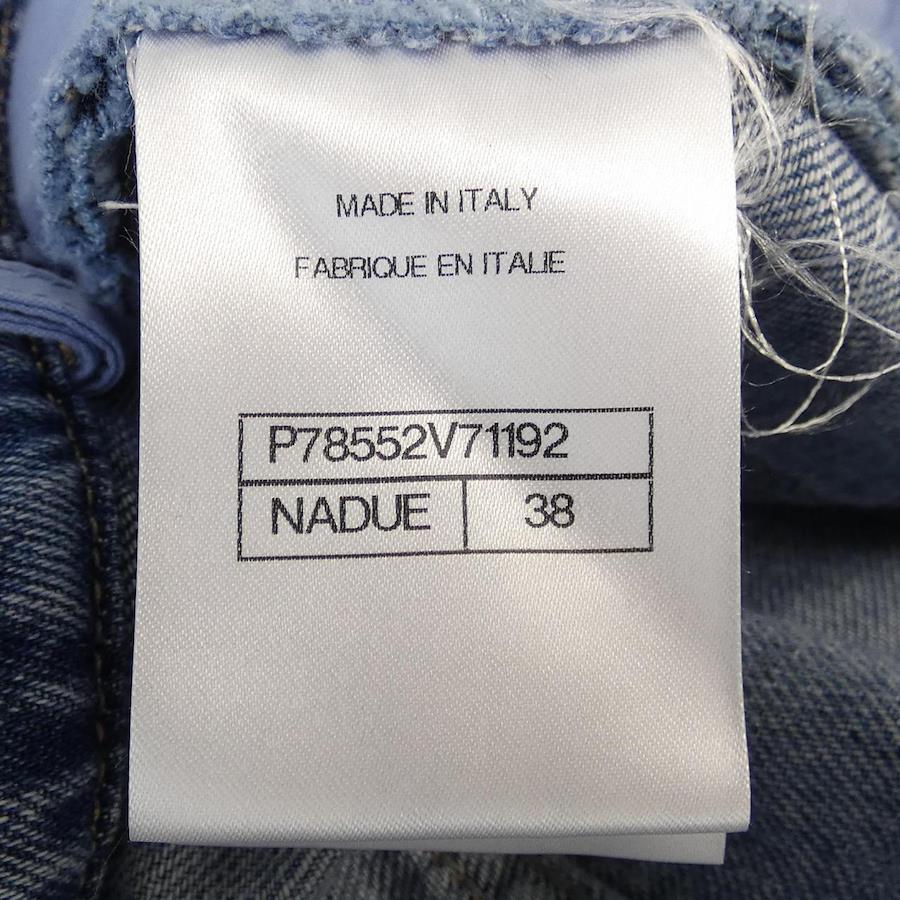 MADE IN ITALY
FABRIQUE EN ITALIE
P78552V71192
NADUE 38